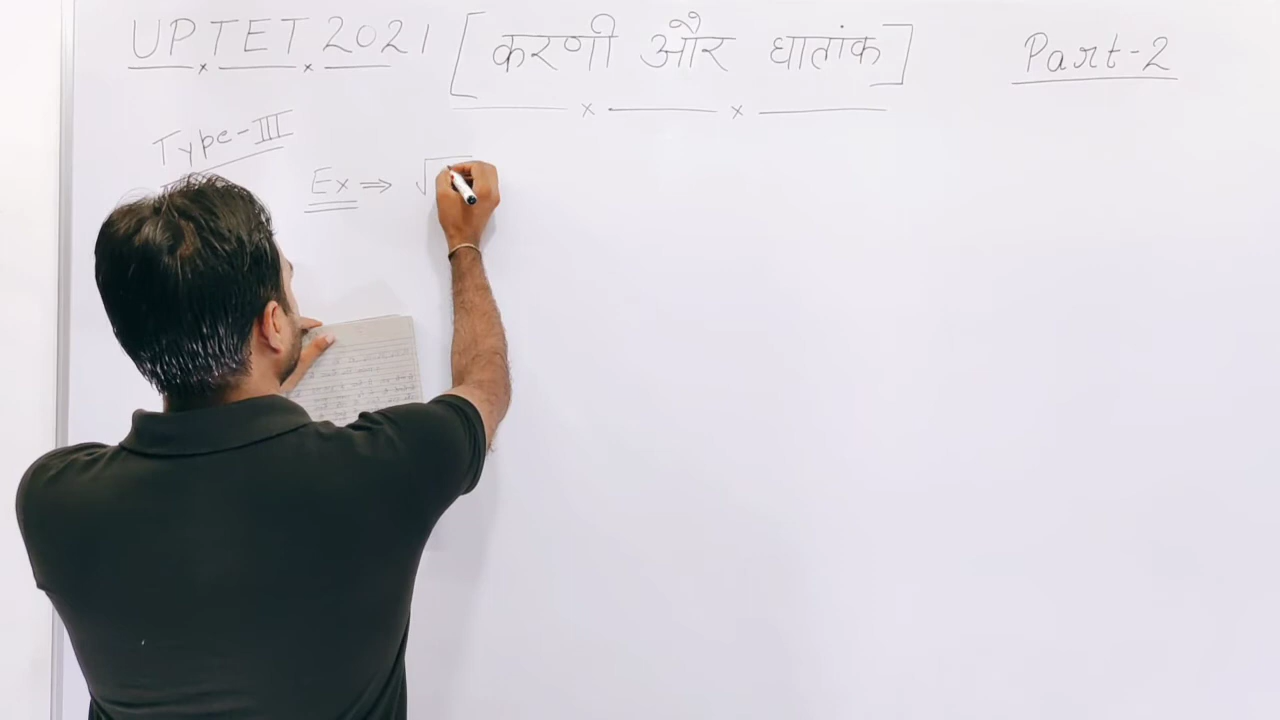 UPTET 2021 [करणी और घातांक] Part-2
Type-III
Ex ⇒ √